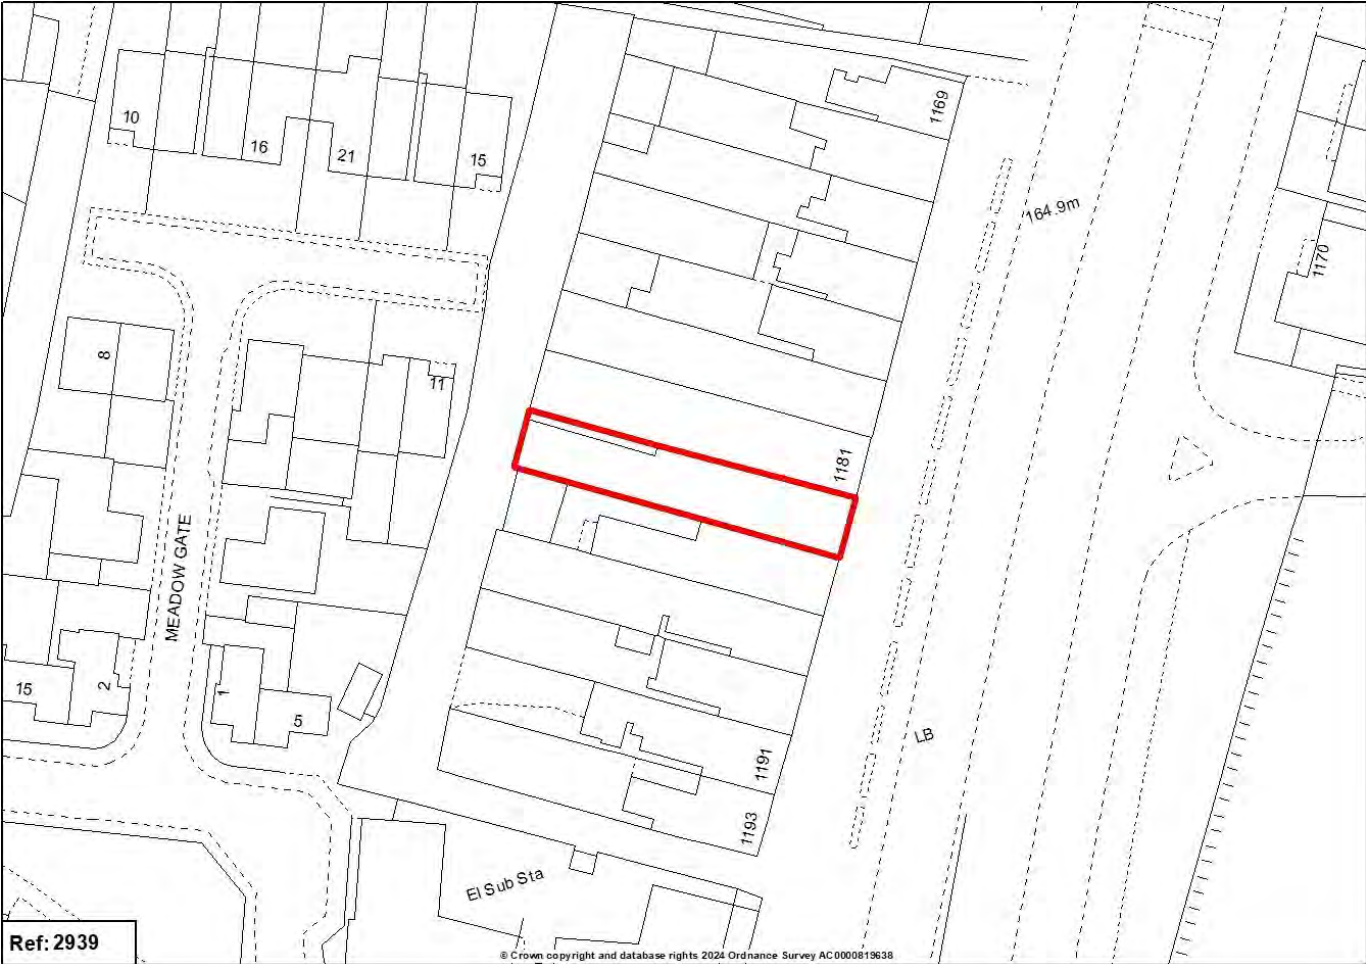 1169
10
16
21
15
164.9m
1170
8
11
1181
MEADOW GATE
15
2
1
5
LB
1191
1193
El Sub Sta
Ref: 2939
© Crown copyright and database rights 2024 Ordnance Survey AC0000819638